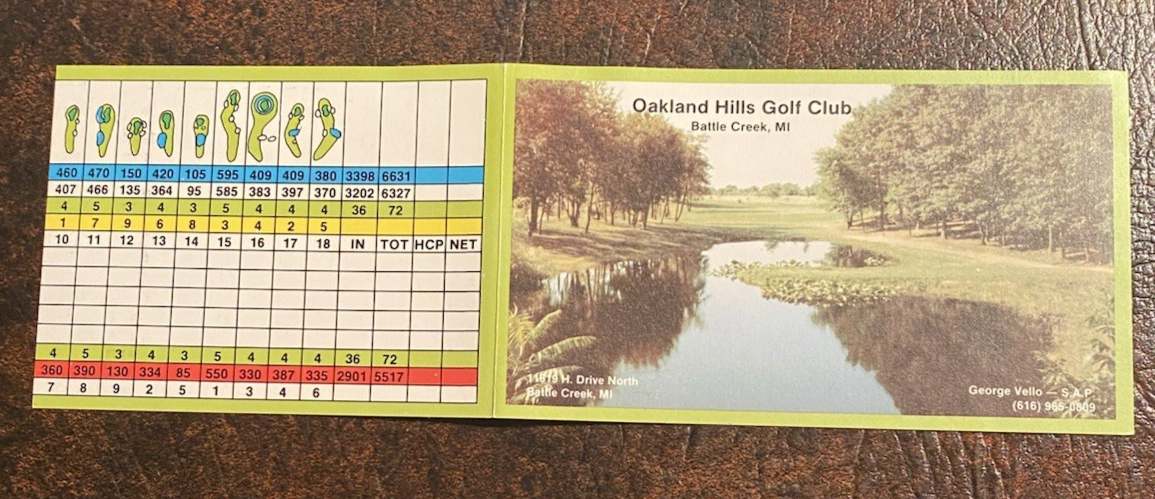 460 470 150 420 105 595 409 409 380 3398 6631
407 466 135 364 95 585 383 397 370 3202 6327
4 5 3 4 3 5 4 4 4 36 72
1 7 9 6 8 3 4 2 5
10 11 12 13 14 15 16 17 18 IN TOT HCP NET
4 5 3 4 3 5 4 4 4 36 72
360 390 130 334 85 550 330 387 335 2901 5517
7 8 9 2 5 1 3 4 6
Oakland Hills Golf Club
Battle Creek, MI
H. Drive North
Battle Creek, MI
George Vello — S.A.P.
(616) 965-0809